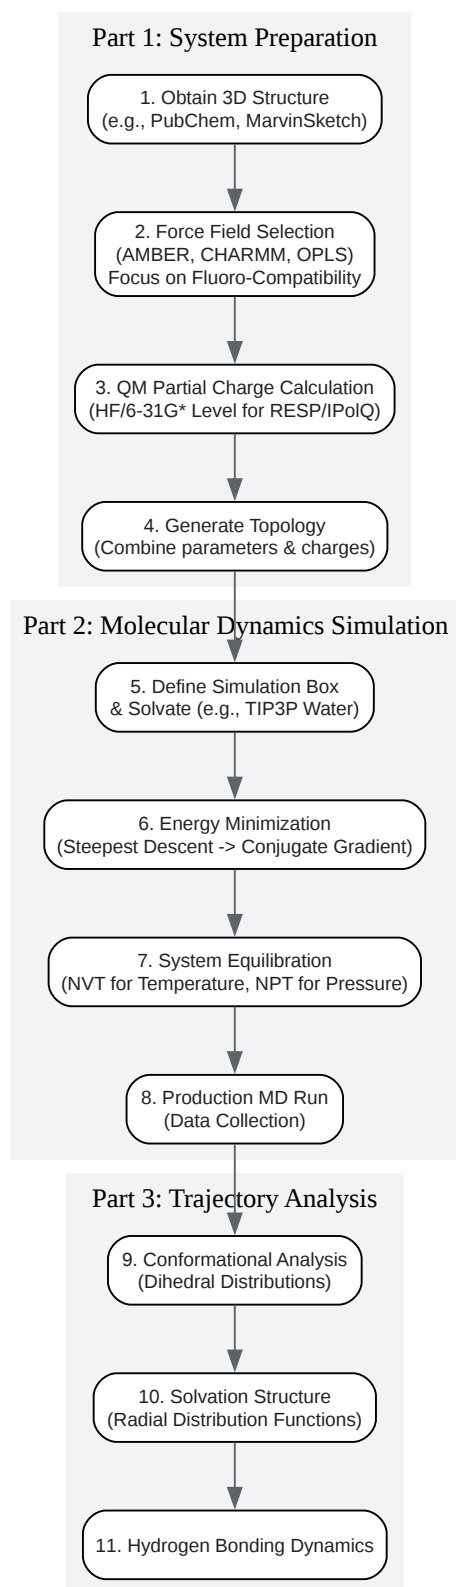 Part 1: System Preparation
1. Obtain 3D Structure
(e.g., PubChem, MarvinSketch)
2. Force Field Selection
(AMBER, CHARMM, OPLS)
Focus on Fluoro-Compatibility
3. QM Partial Charge Calculation
(HF/6-31G* Level for RESP/IPolQ)
4. Generate Topology
(Combine parameters & charges)
Part 2: Molecular Dynamics Simulation
5. Define Simulation Box
& Solvate (e.g., TIP3P Water)
6. Energy Minimization
(Steepest Descent -> Conjugate Gradient)
7. System Equilibration
(NVT for Temperature, NPT for Pressure)
8. Production MD Run
(Data Collection)
Part 3: Trajectory Analysis
9. Conformational Analysis
(Dihedral Distributions)
10. Solvation Structure
(Radial Distribution Functions)
11. Hydrogen Bonding Dynamics